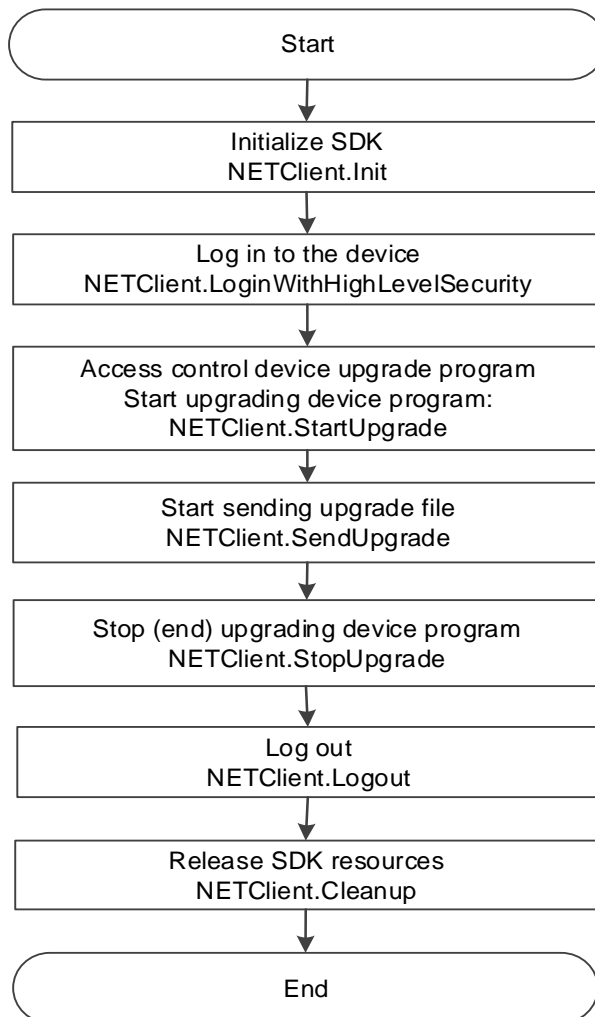 Start
Initialize SDK
NETClient.Init
Log in to the device
NETClient.LoginWithHighLevelSecurity
Access control device upgrade program
Start upgrading device program:
NETClient.StartUpgrade
Start sending upgrade file
NETClient.SendUpgrade
Stop (end) upgrading device program
NETClient.StopUpgrade
Log out
NETClient.Logout
Release SDK resources
NETClient.Cleanup
End